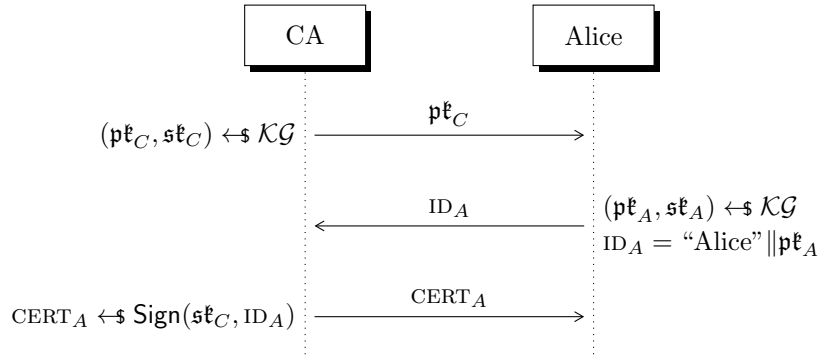 CA Alice
(𝔭𝔨_C, 𝔰𝔨_C) ←$ 𝒦𝒢 𝔭𝔨_C
ID_A (𝔭𝔨_A, 𝔰𝔨_A) ←$ 𝒦𝒢
ID_A = “Alice”‖𝔭𝔨_A
CERT_A ←$ Sign(𝔰𝔨_C, ID_A) CERT_A